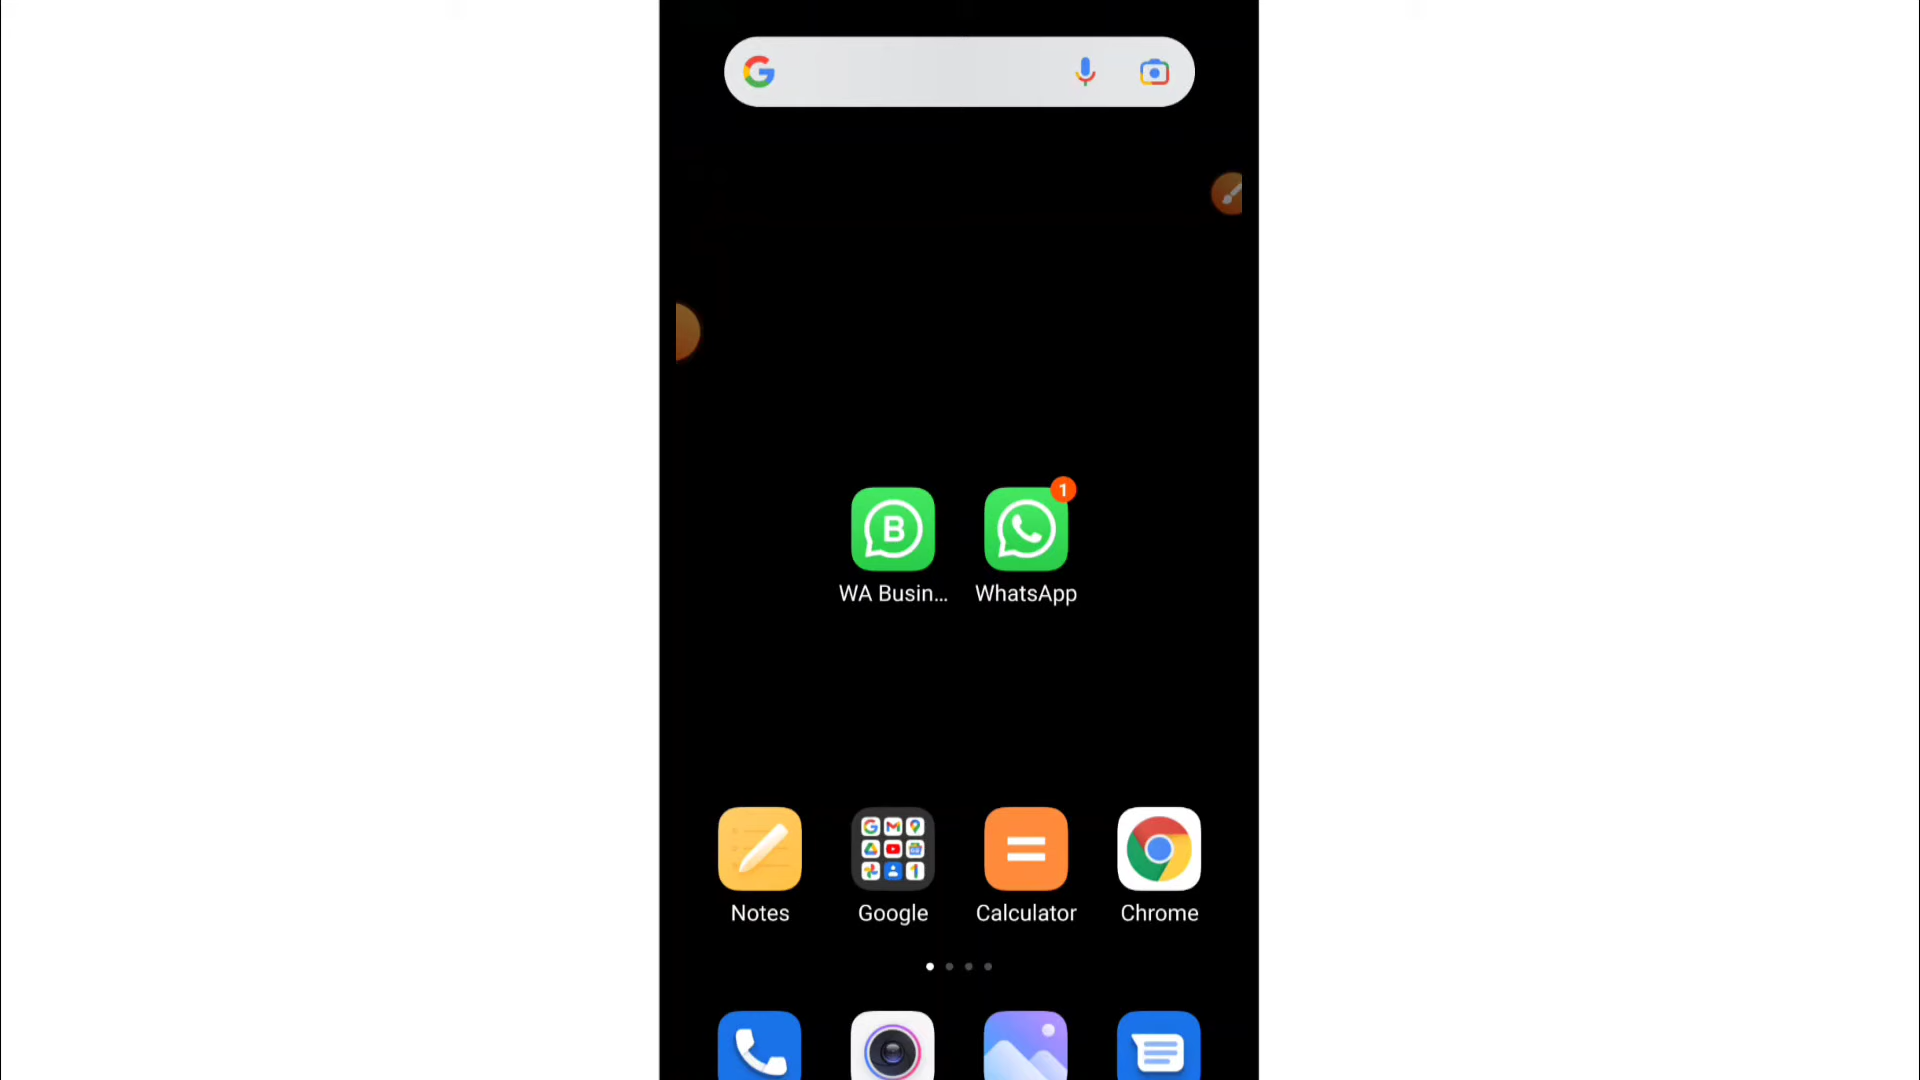 1
B
WA Busin...
WhatsApp
Notes
Google
Calculator
Chrome